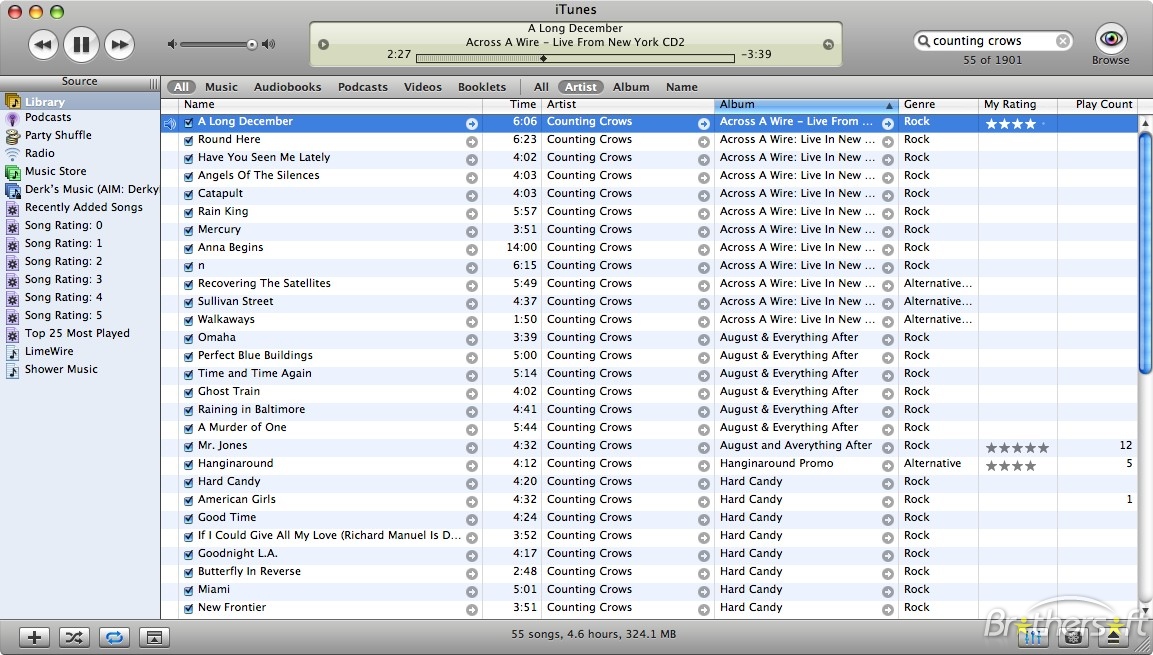 iTunes
A Long December
Across A Wire – Live From New York CD2
2:27 -3:39
counting crows
55 of 1901
Browse
Source
All Music Audiobooks Podcasts Videos Booklets All Artist Album Name
Library
Podcasts
Party Shuffle
Radio
Music Store
Derk's Music (AIM: Derky
Recently Added Songs
Song Rating: 0
Song Rating: 1
Song Rating: 2
Song Rating: 3
Song Rating: 4
Song Rating: 5
Top 25 Most Played
LimeWire
Shower Music
Name Time Artist Album Genre My Rating Play Count
A Long December 6:06 Counting Crows Across A Wire – Live From ... Rock ★★★★
Round Here 6:23 Counting Crows Across A Wire: Live In New ... Rock
Have You Seen Me Lately 4:02 Counting Crows Across A Wire: Live In New ... Rock
Angels Of The Silences 4:03 Counting Crows Across A Wire: Live In New ... Rock
Catapult 4:03 Counting Crows Across A Wire: Live In New ... Rock
Rain King 5:57 Counting Crows Across A Wire: Live In New ... Rock
Mercury 3:51 Counting Crows Across A Wire: Live In New ... Rock
Anna Begins 14:00 Counting Crows Across A Wire: Live In New ... Rock
n 6:15 Counting Crows Across A Wire: Live In New ... Rock
Recovering The Satellites 5:49 Counting Crows Across A Wire: Live In New ... Alternative...
Sullivan Street 4:37 Counting Crows Across A Wire: Live In New ... Alternative...
Walkaways 1:50 Counting Crows Across A Wire: Live In New ... Alternative...
Omaha 3:39 Counting Crows August & Everything After Rock
Perfect Blue Buildings 5:00 Counting Crows August & Everything After Rock
Time and Time Again 5:14 Counting Crows August & Everything After Rock
Ghost Train 4:02 Counting Crows August & Everything After Rock
Raining in Baltimore 4:41 Counting Crows August & Everything After Rock
A Murder of One 5:44 Counting Crows August & Everything After Rock
Mr. Jones 4:32 Counting Crows August and Averything After Rock ★★★★★ 12
Hanginaround 4:12 Counting Crows Hanginaround Promo Alternative ★★★★ 5
Hard Candy 4:20 Counting Crows Hard Candy Rock
American Girls 4:32 Counting Crows Hard Candy Rock 1
Good Time 4:24 Counting Crows Hard Candy Rock
If I Could Give All My Love (Richard Manuel Is D... 3:52 Counting Crows Hard Candy Rock
Goodnight L.A. 4:17 Counting Crows Hard Candy Rock
Butterfly In Reverse 2:48 Counting Crows Hard Candy Rock
Miami 5:01 Counting Crows Hard Candy Rock
New Frontier 3:51 Counting Crows Hard Candy Rock
55 songs, 4.6 hours, 324.1 MB
Brothersoft